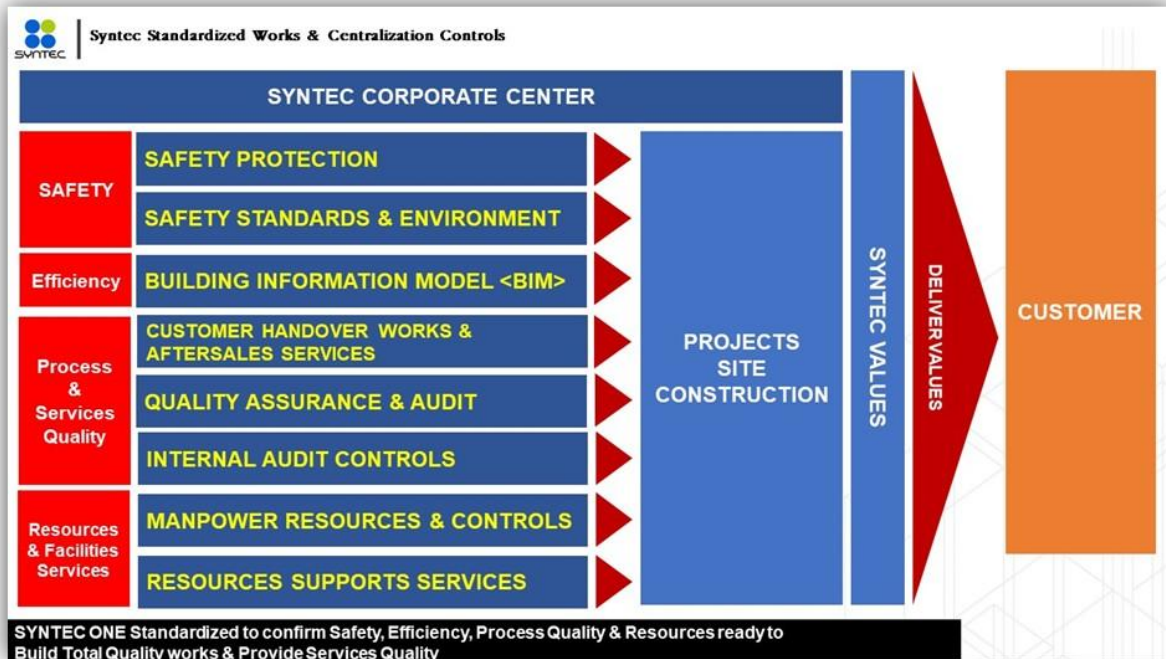 SYNTEC
Syntec Standardized Works & Centralization Controls
SYNTEC CORPORATE CENTER
SAFETY
SAFETY PROTECTION
SAFETY STANDARDS & ENVIRONMENT
Efficiency
BUILDING INFORMATION MODEL <BIM>
Process
&
Services
Quality
CUSTOMER HANDOVER WORKS &
AFTERSALES SERVICES
QUALITY ASSURANCE & AUDIT
INTERNAL AUDIT CONTROLS
Resources
& Facilities
Services
MANPOWER RESOURCES & CONTROLS
RESOURCES SUPPORTS SERVICES
PROJECTS
SITE
CONSTRUCTION
SYNTEC VALUES
DELIVER VALUES
CUSTOMER
SYNTEC ONE Standardized to confirm Safety, Efficiency, Process Quality & Resources ready to
Build Total Quality works & Provide Services Quality